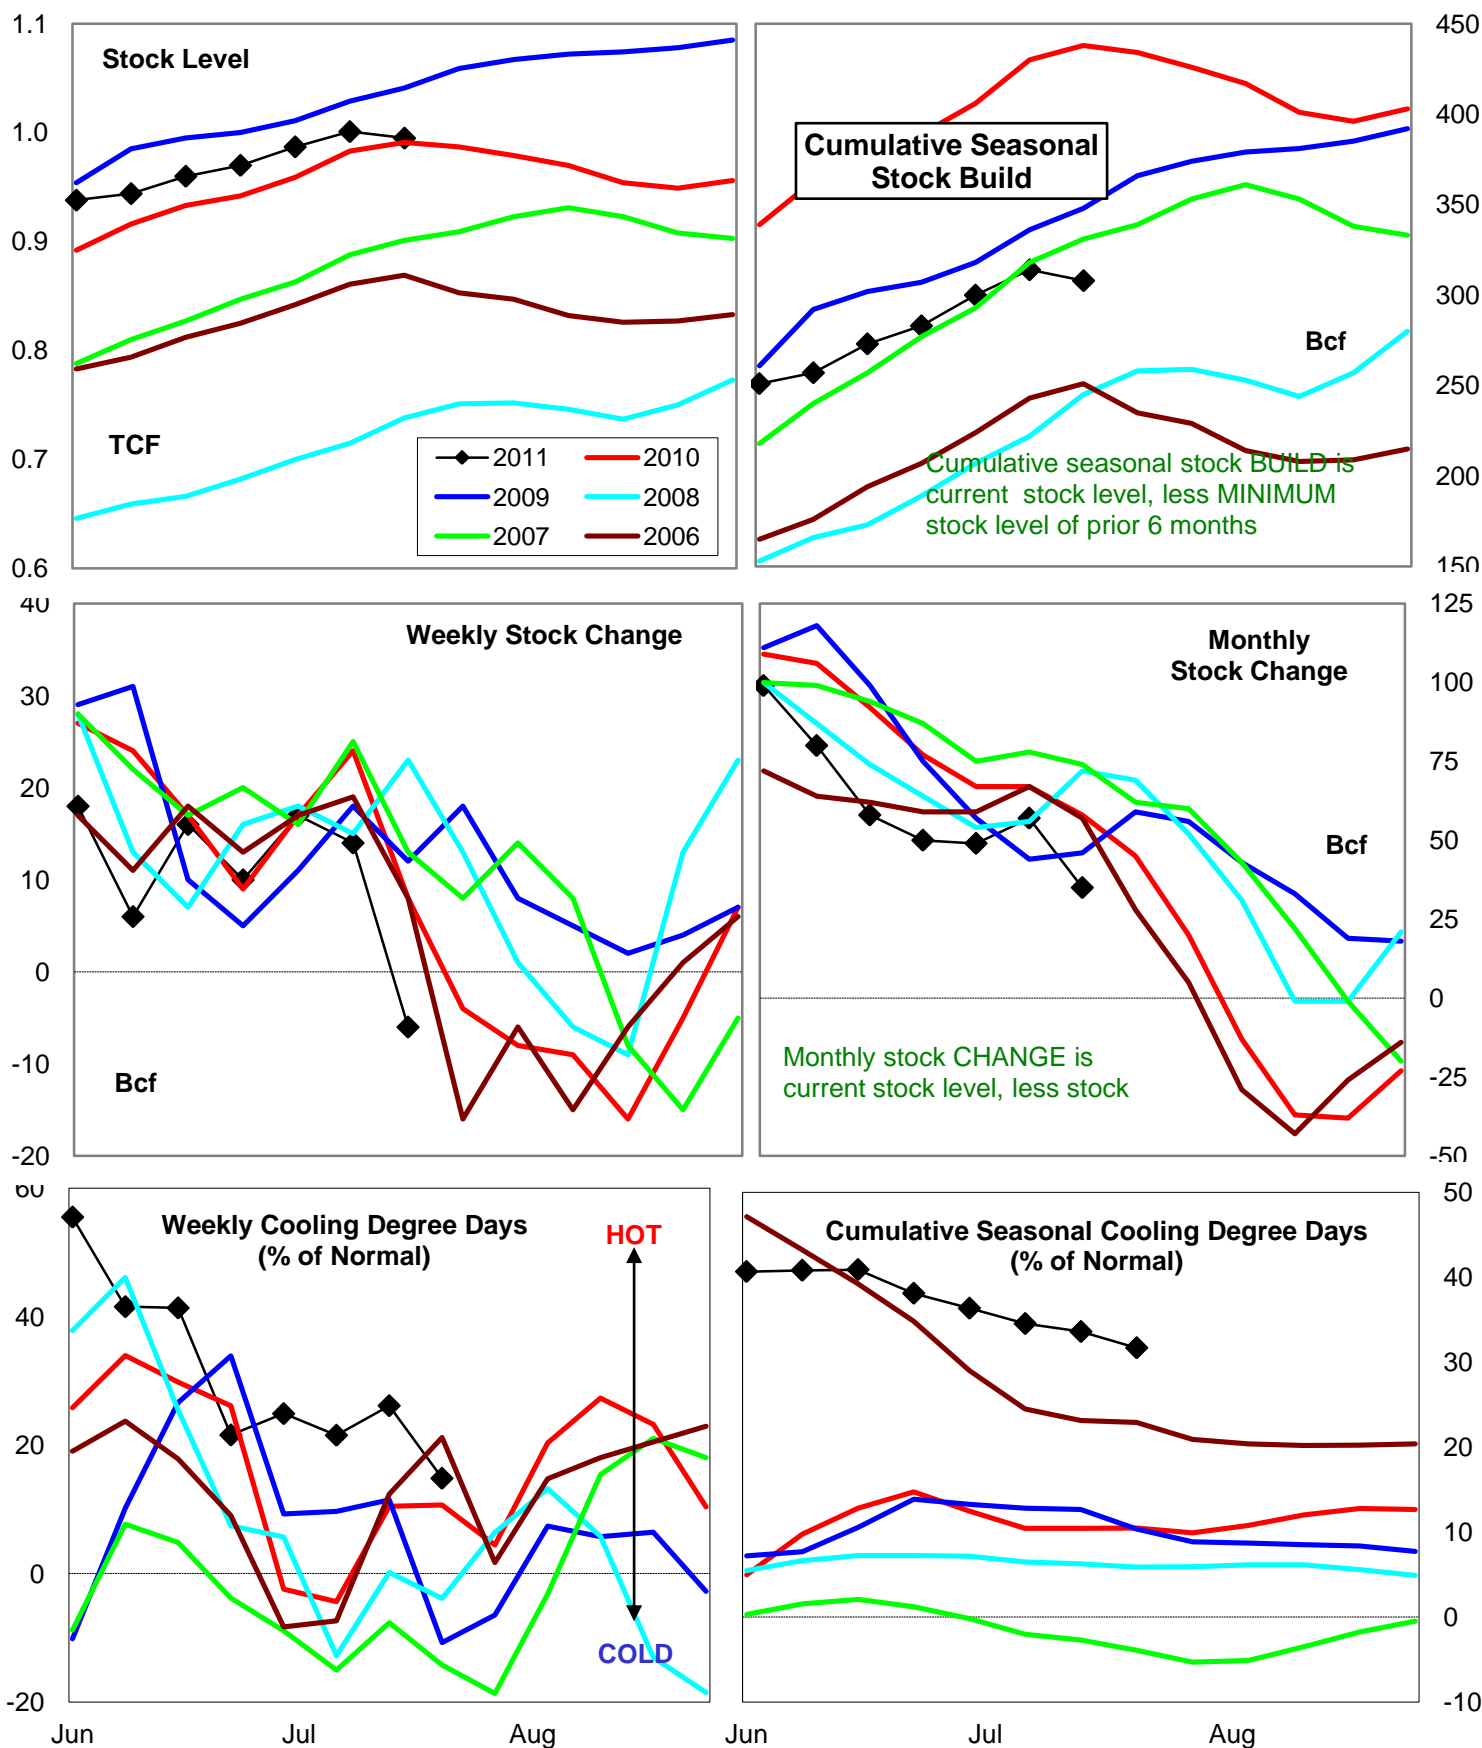 1.1
1.0
0.9
0.8
0.7
0.6
Stock Level
TCF
2011
2010
2009
2008
2007
2006
450
400
350
300
250
200
150
Cumulative Seasonal
Stock Build
Bcf
Cumulative seasonal stock BUILD is
current stock level, less MINIMUM
stock level of prior 6 months
40
30
20
10
0
-10
-20
Weekly Stock Change
Bcf
125
100
75
50
25
0
-25
-50
Monthly
Stock Change
Bcf
Monthly stock CHANGE is
current stock level, less stock
60
40
20
0
-20
Weekly Cooling Degree Days
(% of Normal)
HOT
COLD
Jun
Jul
Aug
50
40
30
20
10
0
-10
Cumulative Seasonal Cooling Degree Days
(% of Normal)
Jun
Jul
Aug